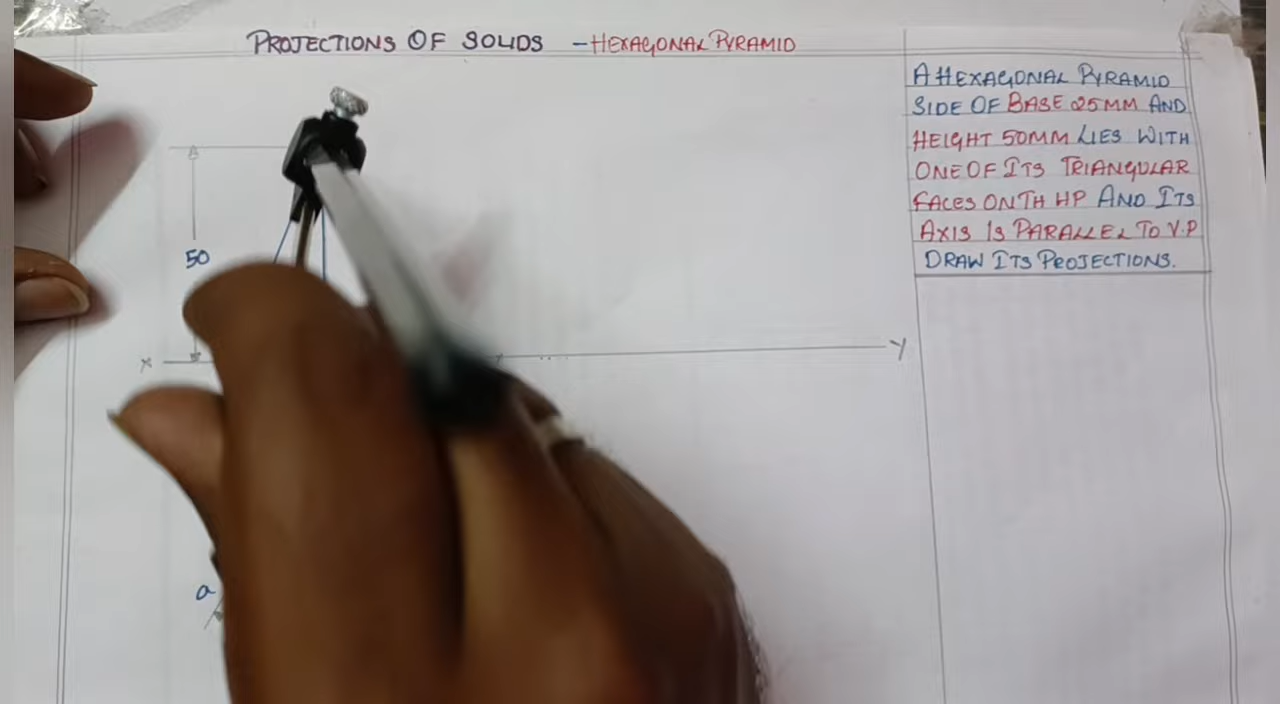 PROJECTIONS OF SOLIDS - HEXAGONAL PYRAMID
A HEXAGONAL PYRAMID
SIDE OF BASE 25MM AND
HEIGHT 50MM LIES WITH
ONE OF ITS TRIANGULAR
FACES ON TH HP AND ITS
AXIS IS PARALLEL TO V.P
DRAW ITS PROJECTIONS.
50
X Y
a